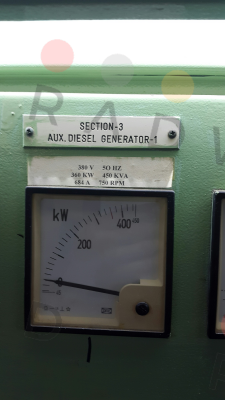 SECTION-3
AUX. DIESEL GENERATOR-1
380 V 50 HZ
360 KW 450 KVA
684 A 750 RPM
kW
400
200
0